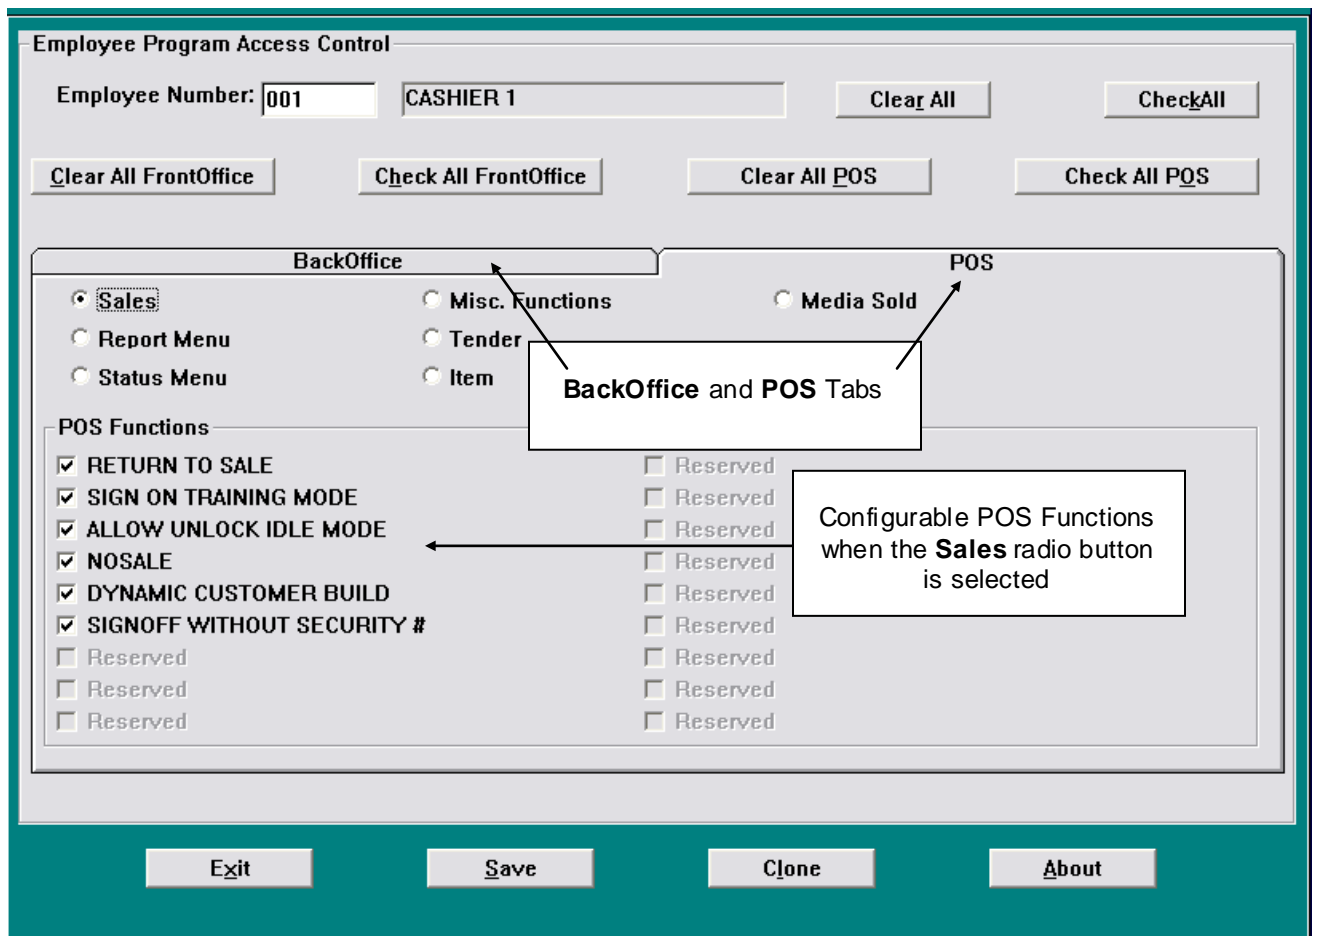 Employee Program Access Control
Employee Number: 001 CASHIER 1 Clear All CheckAll
Clear All FrontOffice Check All FrontOffice Clear All POS Check All POS
BackOffice POS
Sales Misc. Functions Media Sold
Report Menu Tender
Status Menu Item
BackOffice and POS Tabs
POS Functions
RETURN TO SALE Reserved
SIGN ON TRAINING MODE Reserved
ALLOW UNLOCK IDLE MODE Reserved
NOSALE Reserved
DYNAMIC CUSTOMER BUILD Reserved
SIGNOFF WITHOUT SECURITY # Reserved
Configurable POS Functions
when the Sales radio button
is selected
Reserved Reserved
Reserved Reserved
Reserved Reserved
Exit Save Clone About